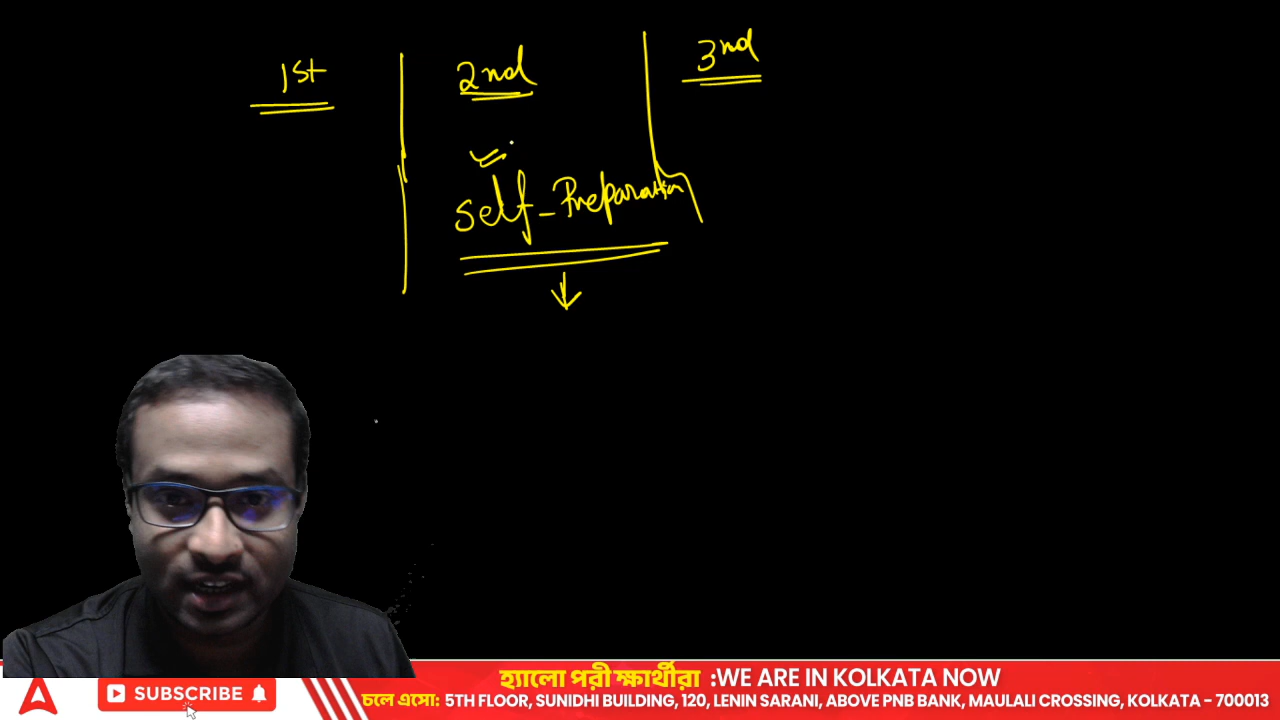 1st
2nd
3nd
self-Preparation
হ্যালো পরীক্ষার্থীরা :WE ARE IN KOLKATA NOW
SUBSCRIBE
চলে এসো: 5TH FLOOR, SUNIDHI BUILDING, 120, LENIN SARANI, ABOVE PNB BANK, MAULALI CROSSING, KOLKATA - 700013